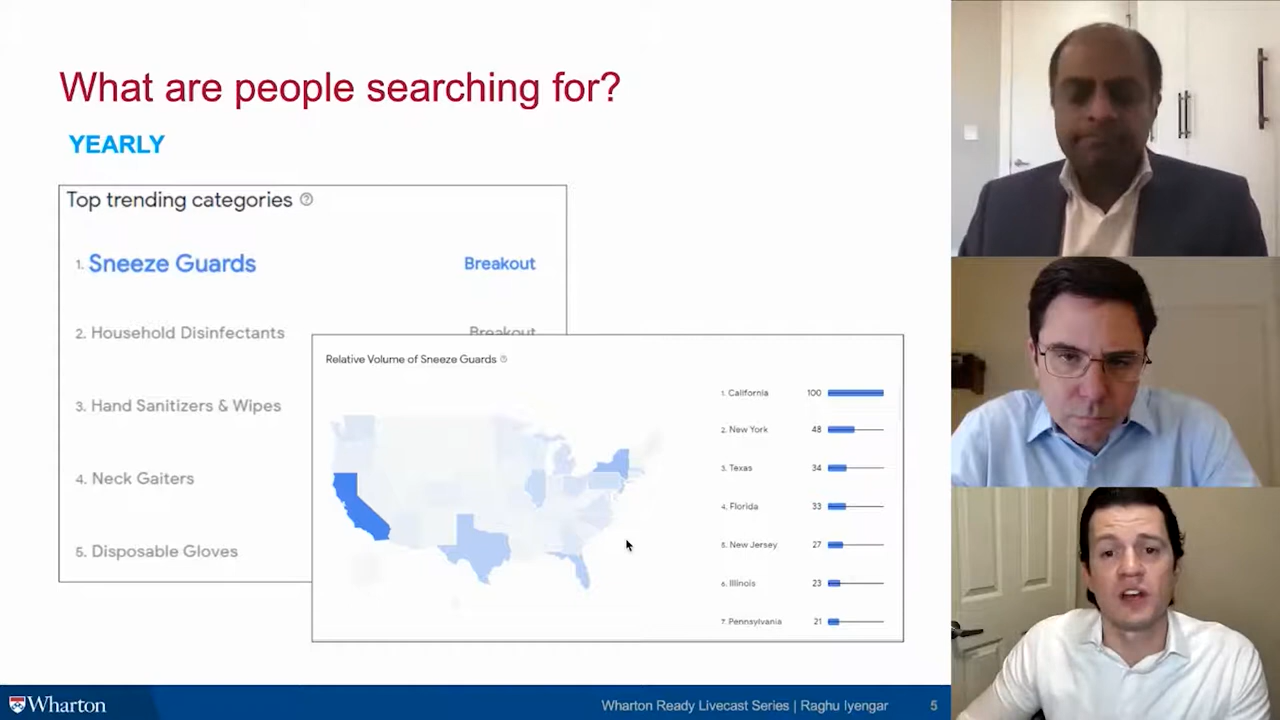 What are people searching for?
YEARLY
Top trending categories
1. Sneeze Guards Breakout
2. Household Disinfectants Breakout
3. Hand Sanitizers & Wipes
4. Neck Gaiters
5. Disposable Gloves
Relative Volume of Sneeze Guards
1. California 100
2. New York 48
3. Texas 34
4. Florida 33
5. New Jersey 27
6. Illinois 23
7. Pennsylvania 21
Wharton
Wharton Ready Livecast Series | Raghu Iyengar 5